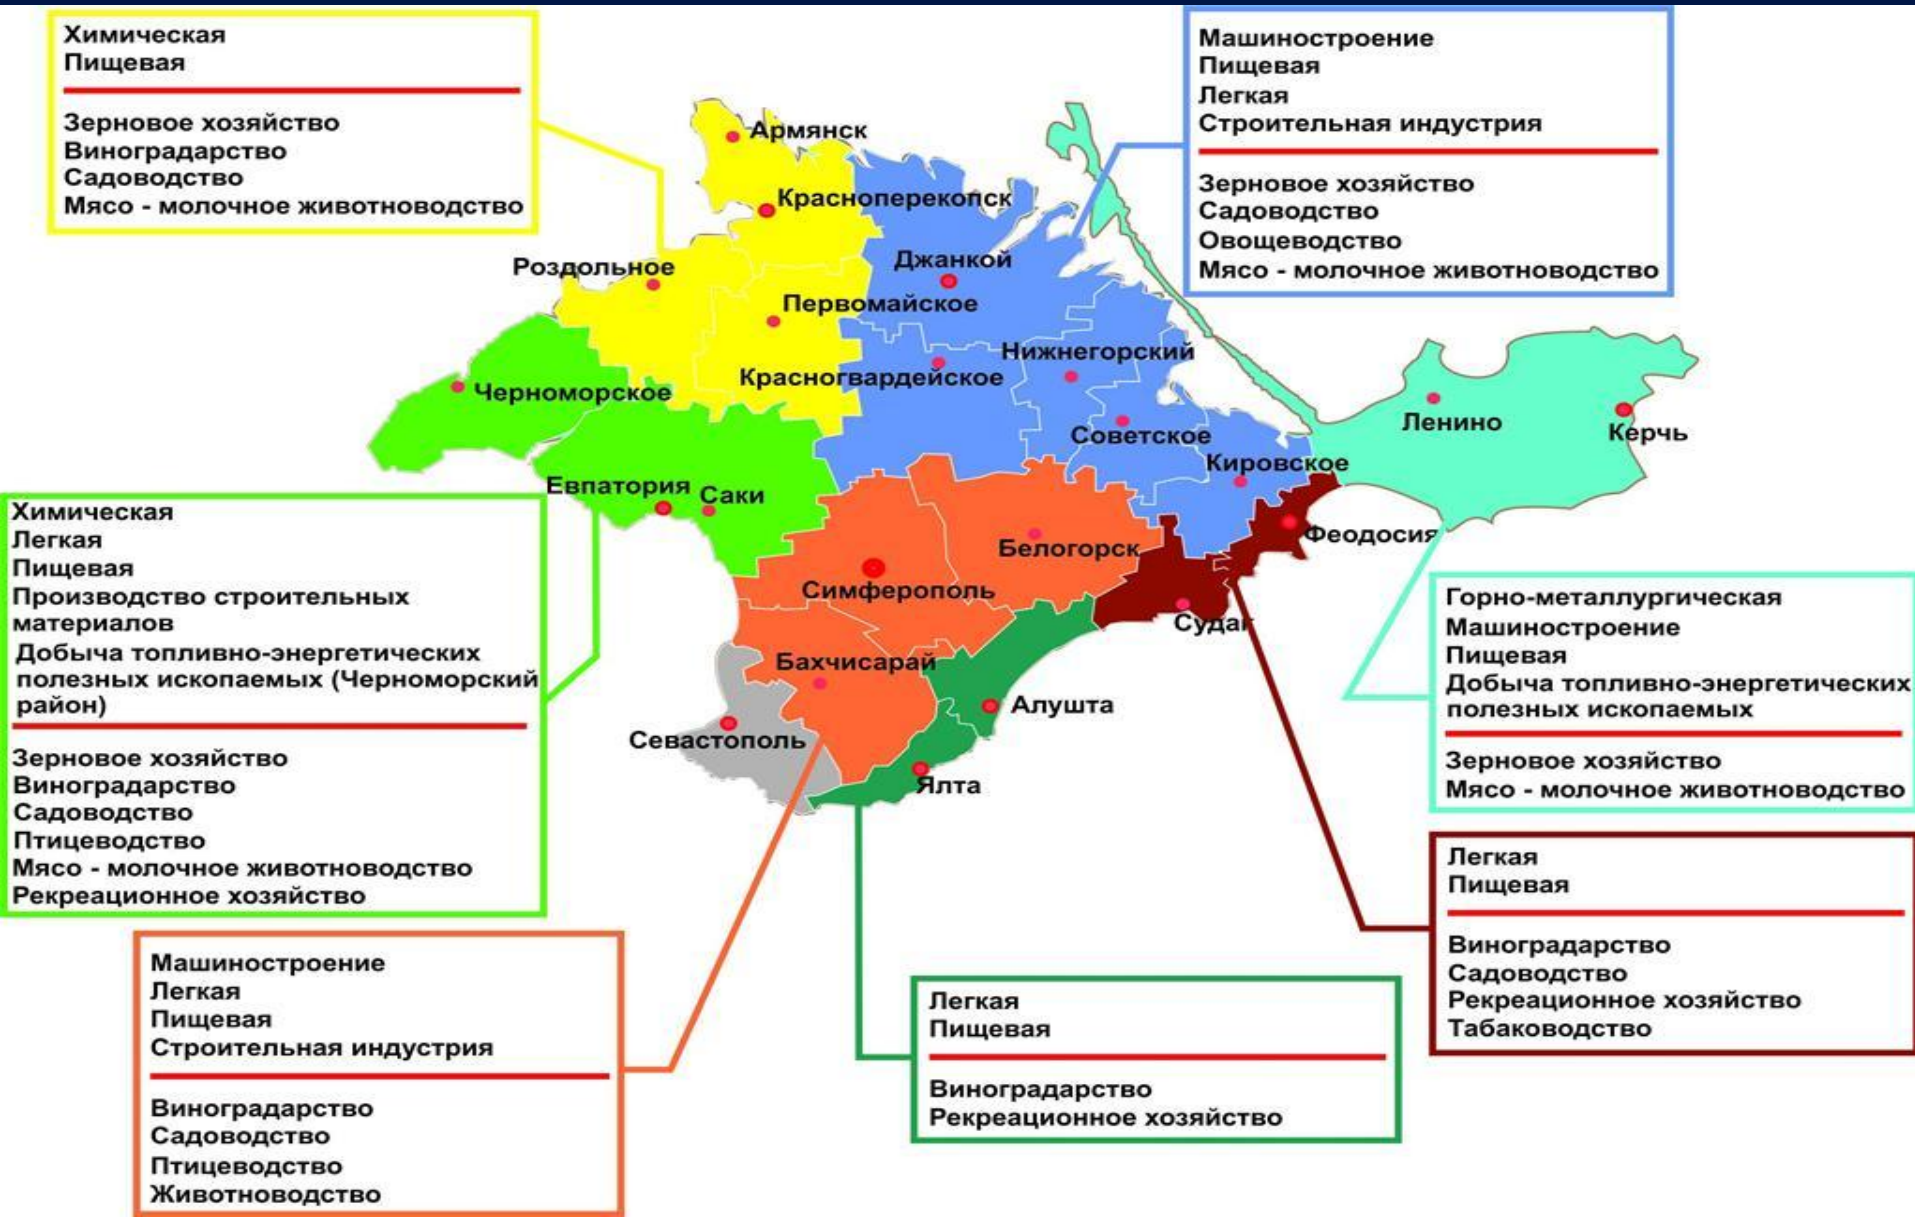 Химическая
Пищевая
Зерновое хозяйство
Виноградарство
Садоводство
Мясо - молочное животноводство
Машиностроение
Пищевая
Легкая
Строительная индустрия
Зерновое хозяйство
Садоводство
Овощеводство
Мясо - молочное животноводство
Армянск
Красноперекопск
Роздольное
Джанкой
Первомайское
Нижнегорский
Красногвардейское
Черноморское
Советское
Ленино
Керчь
Кировское
Евпатория
Саки
Феодосия
Белогорск
Симферополь
Судак
Бахчисарай
Алушта
Севастополь
Ялта
Химическая
Легкая
Пищевая
Производство строительных
материалов
Добыча топливно-энергетических
полезных ископаемых (Черноморский
район)
Зерновое хозяйство
Виноградарство
Садоводство
Птицеводство
Мясо - молочное животноводство
Рекреационное хозяйство
Горно-металлургическая
Машиностроение
Пищевая
Добыча топливно-энергетических
полезных ископаемых
Зерновое хозяйство
Мясо - молочное животноводство
Легкая
Пищевая
Виноградарство
Садоводство
Рекреационное хозяйство
Табаководство
Машиностроение
Легкая
Пищевая
Строительная индустрия
Виноградарство
Садоводство
Птицеводство
Животноводство
Легкая
Пищевая
Виноградарство
Рекреационное хозяйство